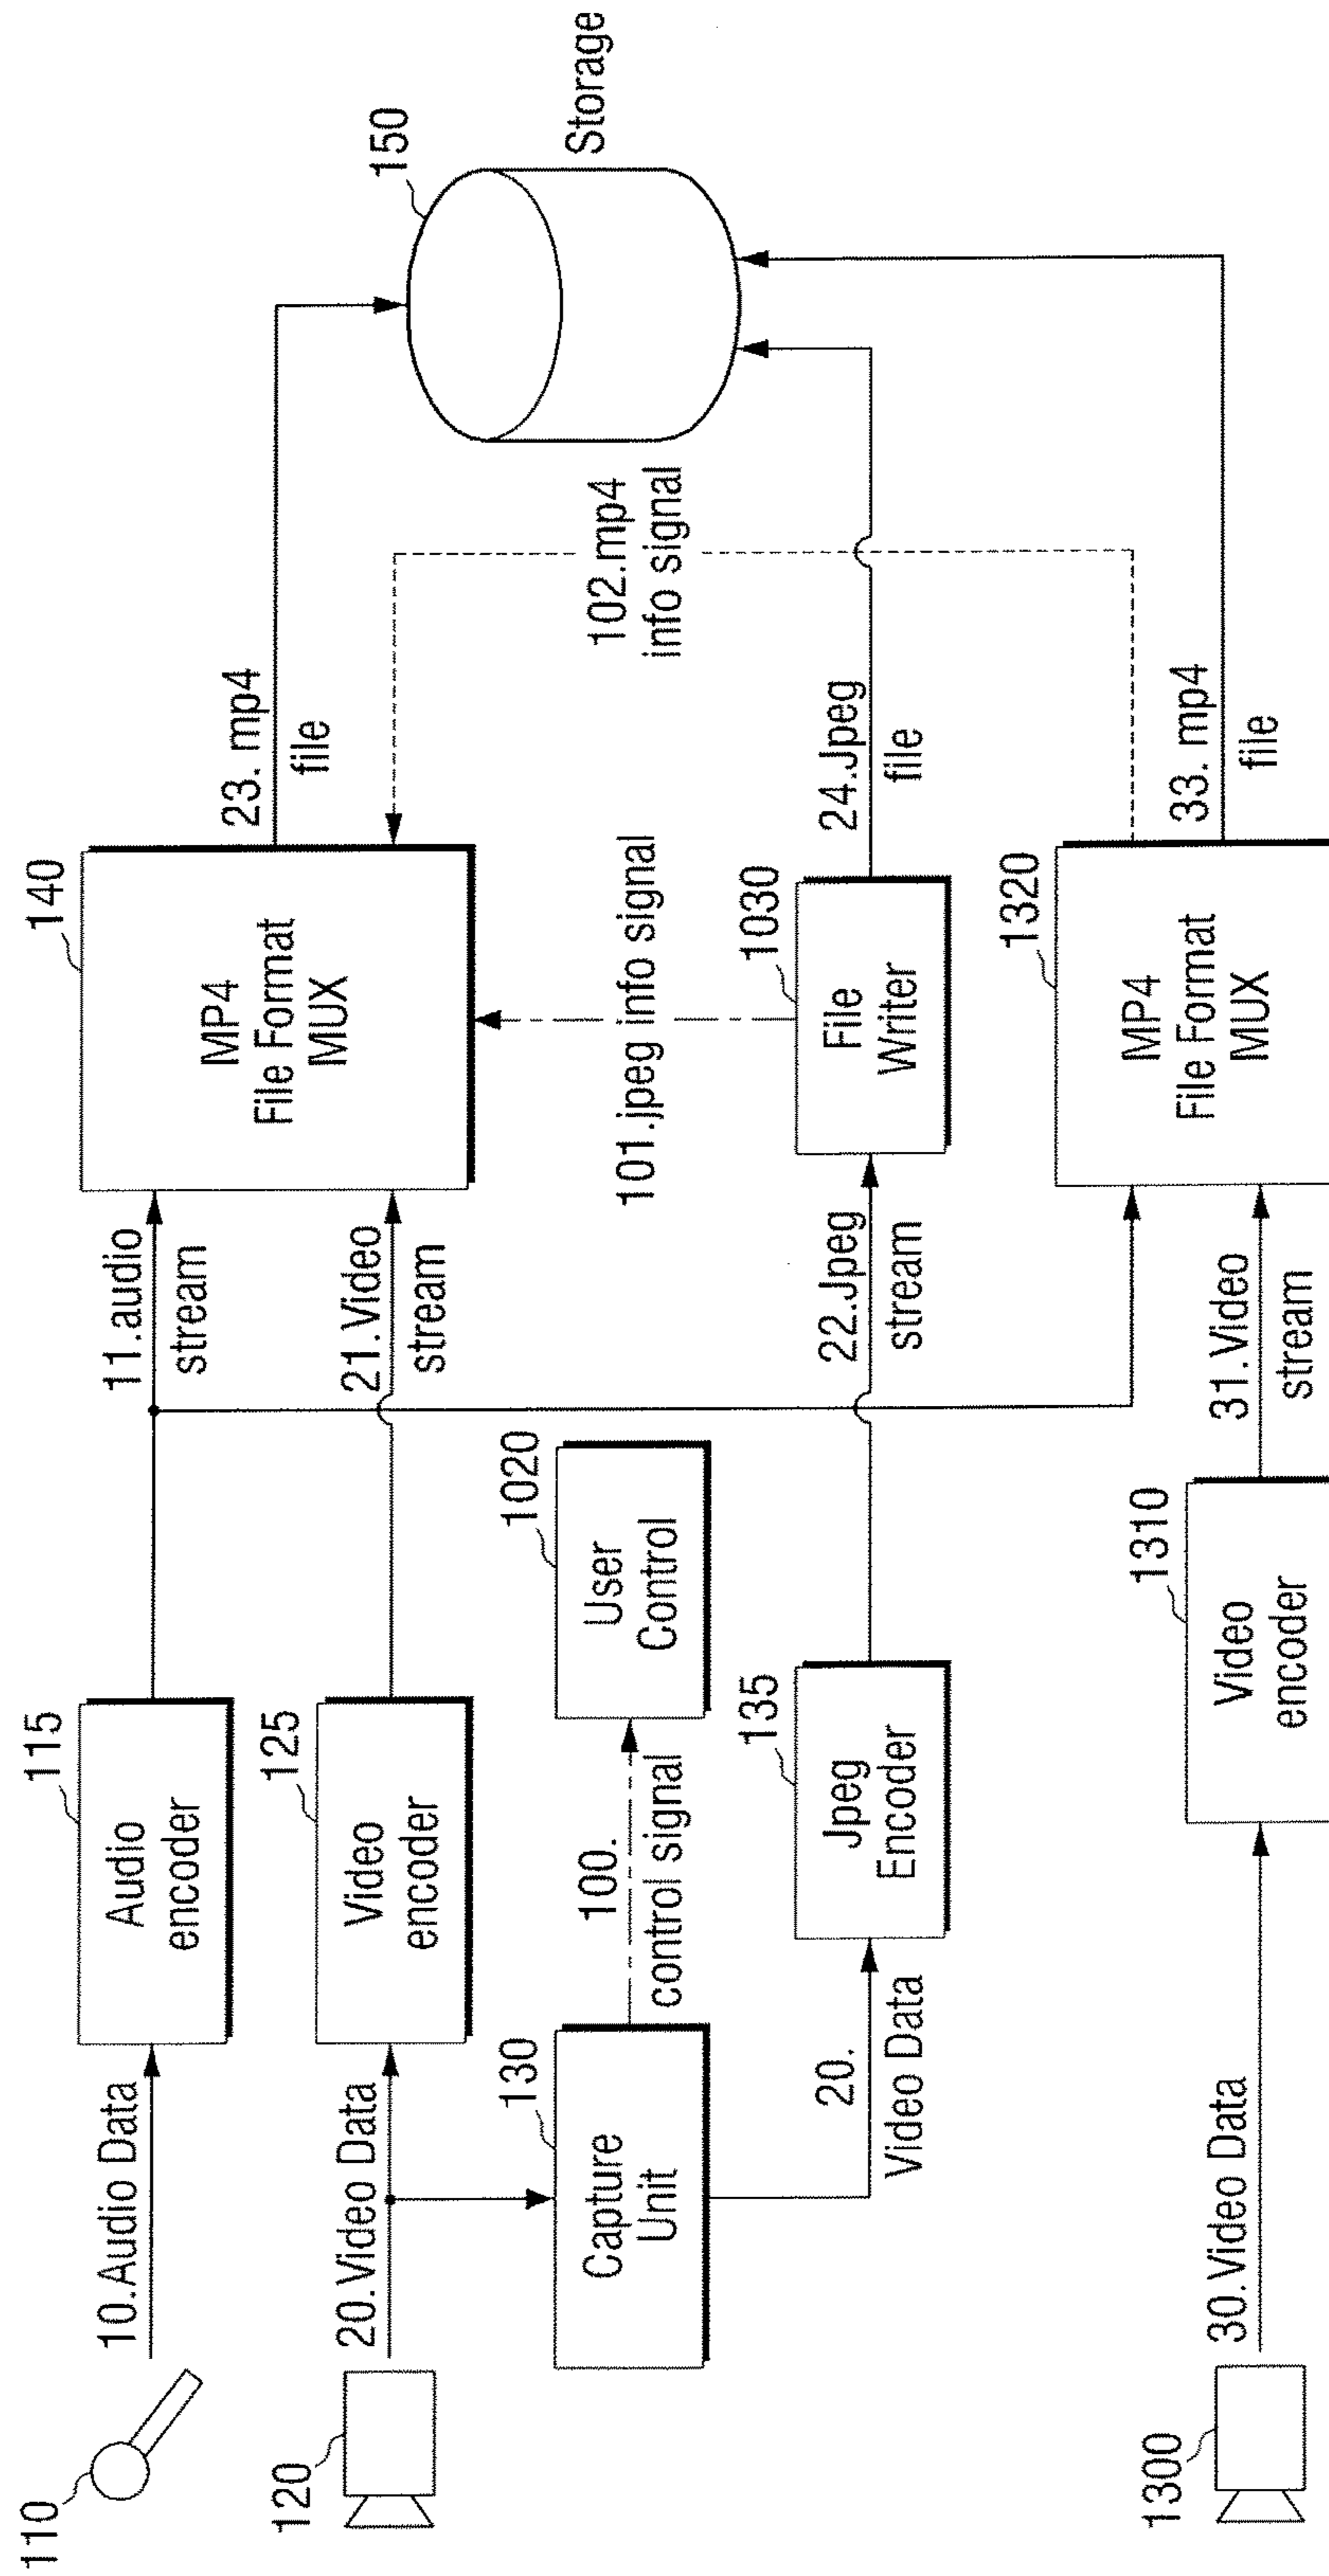 110
10.Audio Data
115
Audio
encoder
11.audio
stream
140
MP4
File Format
MUX
23. mp4
file
150
Storage
120
20.Video Data
125
Video
encoder
21.Video
stream
102.mp4
info signal
130
Capture
Unit
100.
control signal
1020
User
Control
101.jpeg info signal
20.
Video Data
135
Jpeg
Encoder
22.Jpeg
stream
1030
File
Writer
24.Jpeg
file
1300
30.Video Data
1310
Video
encoder
31.Video
stream
1320
MP4
File Format
MUX
33. mp4
file